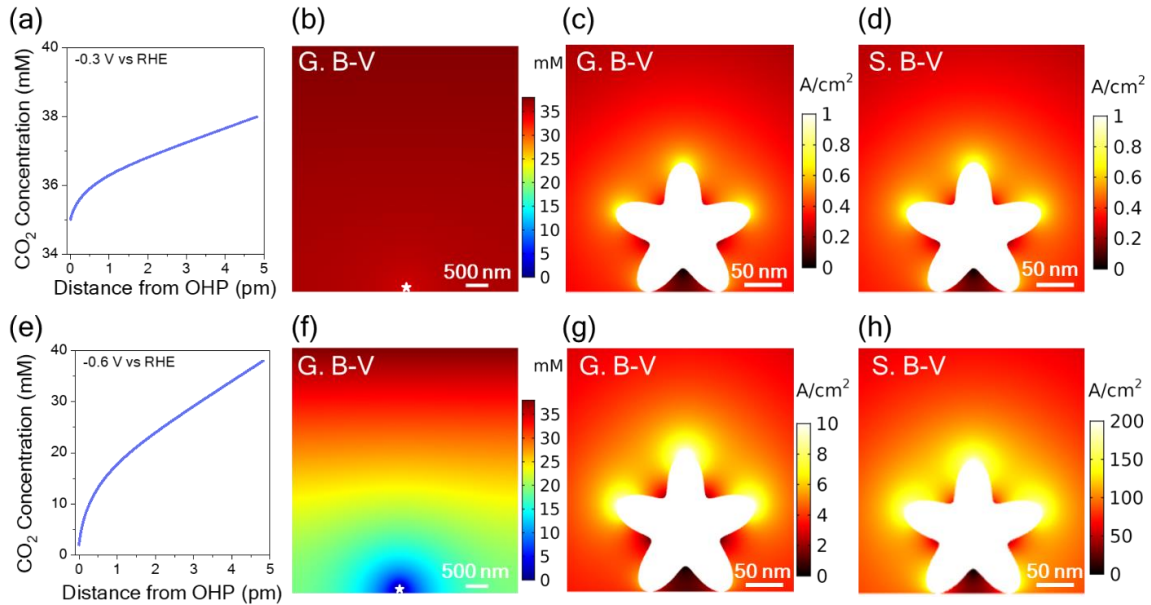 (a)
(b)
(c)
(d)
CO2 Concentration (mM)
40
38
36
34
-0.3 V vs RHE
0 1 2 3 4 5
Distance from OHP (pm)
G. B-V
500 nm
mM
35
30
25
20
15
10
5
0
G. B-V
50 nm
A/cm2
1
0.8
0.6
0.4
0.2
0
S. B-V
50 nm
A/cm2
1
0.8
0.6
0.4
0.2
0
(e)
(f)
(g)
(h)
CO2 Concentration (mM)
40
30
20
10
0
-0.6 V vs RHE
0 1 2 3 4 5
Distance from OHP (pm)
G. B-V
500 nm
mM
35
30
25
20
15
10
5
0
G. B-V
50 nm
A/cm2
10
8
6
4
2
0
S. B-V
50 nm
A/cm2
200
150
100
50
0